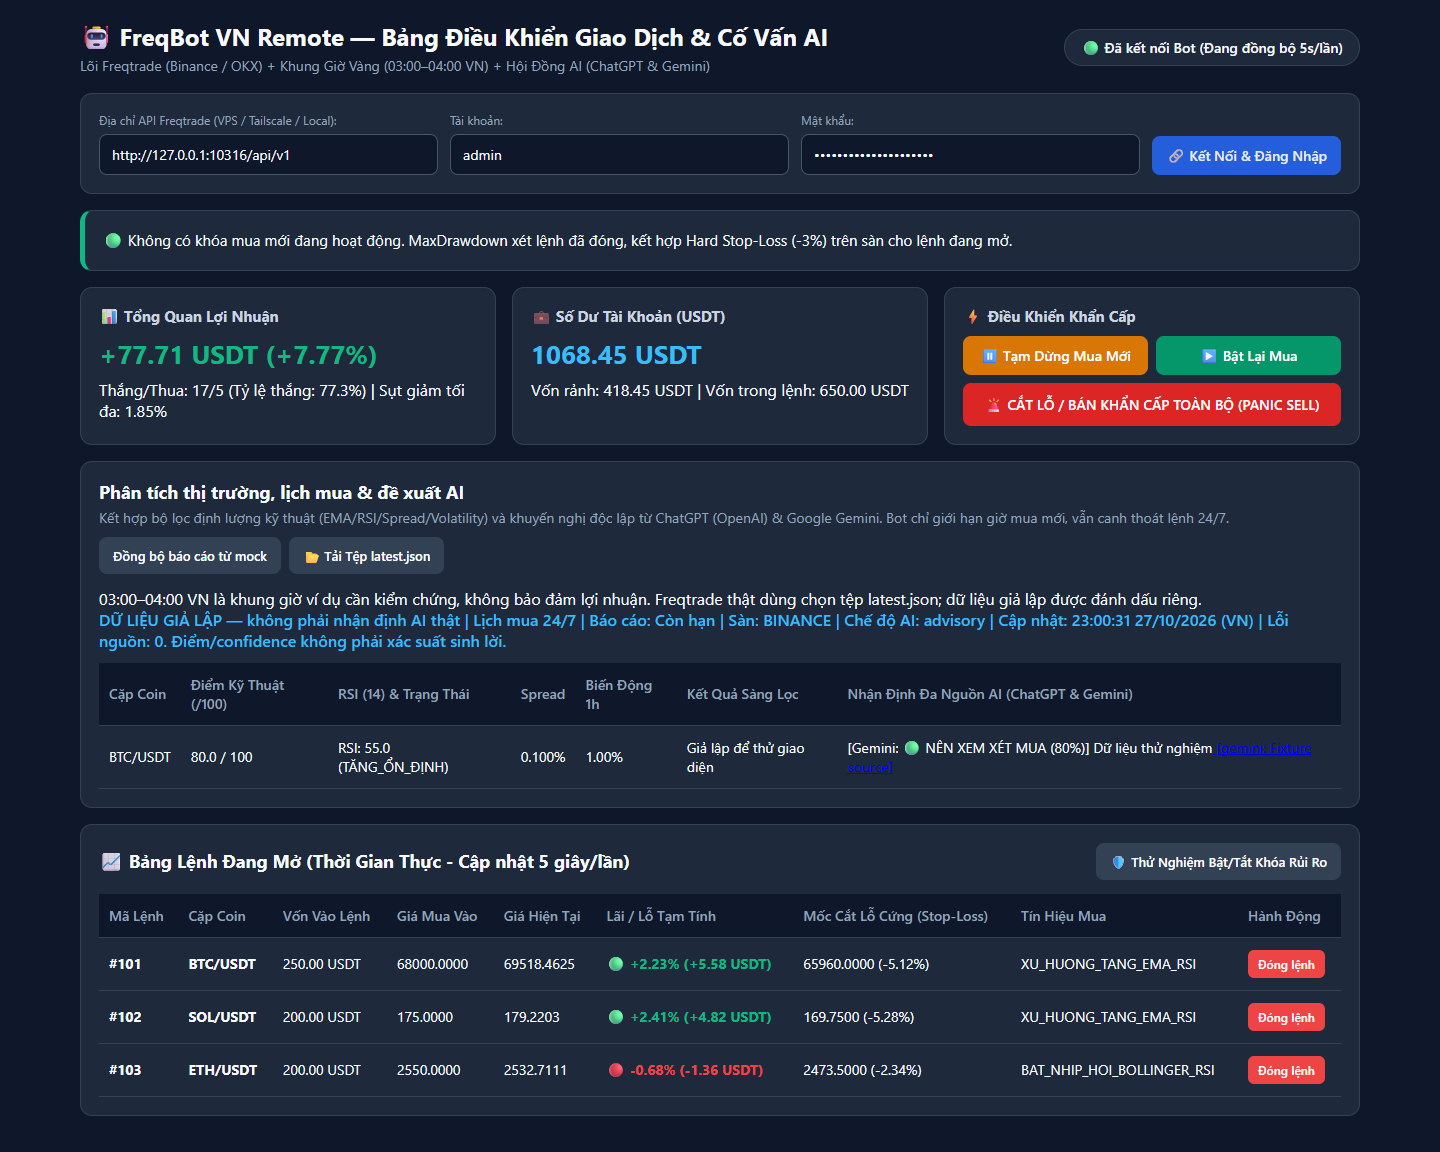 FreqBot VN Remote — Bảng Điều Khiển Giao Dịch & Cố Vấn AI
Lõi Freqtrade (Binance / OKX) + Khung Giờ Vàng (03:00–04:00 VN) + Hội Đồng AI (ChatGPT & Gemini)
Đã kết nối Bot (Đang đồng bộ 5s/lần)
Địa chỉ API Freqtrade (VPS / Tailscale / Local):
Tài khoản:
Mật khẩu:
http://127.0.0.1:10316/api/v1
admin
•••••••••••••••••••••
Kết Nối & Đăng Nhập
Không có khóa mua mới đang hoạt động. MaxDrawdown xét lệnh đã đóng, kết hợp Hard Stop-Loss (-3%) trên sàn cho lệnh đang mở.
Tổng Quan Lợi Nhuận
+77.71 USDT (+7.77%)
Thắng/Thua: 17/5 (Tỷ lệ thắng: 77.3%) | Sụt giảm tối
đa: 1.85%
Số Dư Tài Khoản (USDT)
1068.45 USDT
Vốn rảnh: 418.45 USDT | Vốn trong lệnh: 650.00 USDT
Điều Khiển Khẩn Cấp
Tạm Dừng Mua Mới
Bật Lại Mua
CẮT LỖ / BÁN KHẨN CẤP TOÀN BỘ (PANIC SELL)
Phân tích thị trường, lịch mua & đề xuất AI
Kết hợp bộ lọc định lượng kỹ thuật (EMA/RSI/Spread/Volatility) và khuyến nghị độc lập từ ChatGPT (OpenAI) & Google Gemini. Bot chỉ giới hạn giờ mua mới, vẫn canh thoát lệnh 24/7.
Đồng bộ báo cáo từ mock
Tải Tệp latest.json
03:00–04:00 VN là khung giờ ví dụ cần kiểm chứng, không bảo đảm lợi nhuận. Freqtrade thật dùng chọn tệp latest.json; dữ liệu giả lập được đánh dấu riêng.
DỮ LIỆU GIẢ LẬP — không phải nhận định AI thật | Lịch mua 24/7 | Báo cáo: Còn hạn | Sàn: BINANCE | Chế độ AI: advisory | Cập nhật: 23:00:31 27/10/2026 (VN) | Lỗi
nguồn: 0. Điểm/confidence không phải xác suất sinh lời.
Cặp Coin
Điểm Kỹ Thuật
(/100)
RSI (14) & Trạng Thái
Spread
Biến Động
1h
Kết Quả Sàng Lọc
Nhận Định Đa Nguồn AI (ChatGPT & Gemini)
BTC/USDT
80.0 / 100
RSI: 55.0
(TĂNG_ỔN_ĐỊNH)
0.100%
1.00%
Giả lập để thử giao
diện
[Gemini: NÊN XEM XÉT MUA (80%)] Dữ liệu thử nghiệm [gemini: Fixture
source]
Bảng Lệnh Đang Mở (Thời Gian Thực - Cập nhật 5 giây/lần)
Thử Nghiệm Bật/Tắt Khóa Rủi Ro
Mã Lệnh Cặp Coin Vốn Vào Lệnh Giá Mua Vào Giá Hiện Tại Lãi / Lỗ Tạm Tính Mốc Cắt Lỗ Cứng (Stop-Loss) Tín Hiệu Mua Hành Động
#101 BTC/USDT 250.00 USDT 68000.0000 69518.4625 +2.23% (+5.58 USDT) 65960.0000 (-5.12%) XU_HUONG_TANG_EMA_RSI Đóng lệnh
#102 SOL/USDT 200.00 USDT 175.0000 179.2203 +2.41% (+4.82 USDT) 169.7500 (-5.28%) XU_HUONG_TANG_EMA_RSI Đóng lệnh
#103 ETH/USDT 200.00 USDT 2550.0000 2532.7111 -0.68% (-1.36 USDT) 2473.5000 (-2.34%) BAT_NHIP_HOI_BOLLINGER_RSI Đóng lệnh